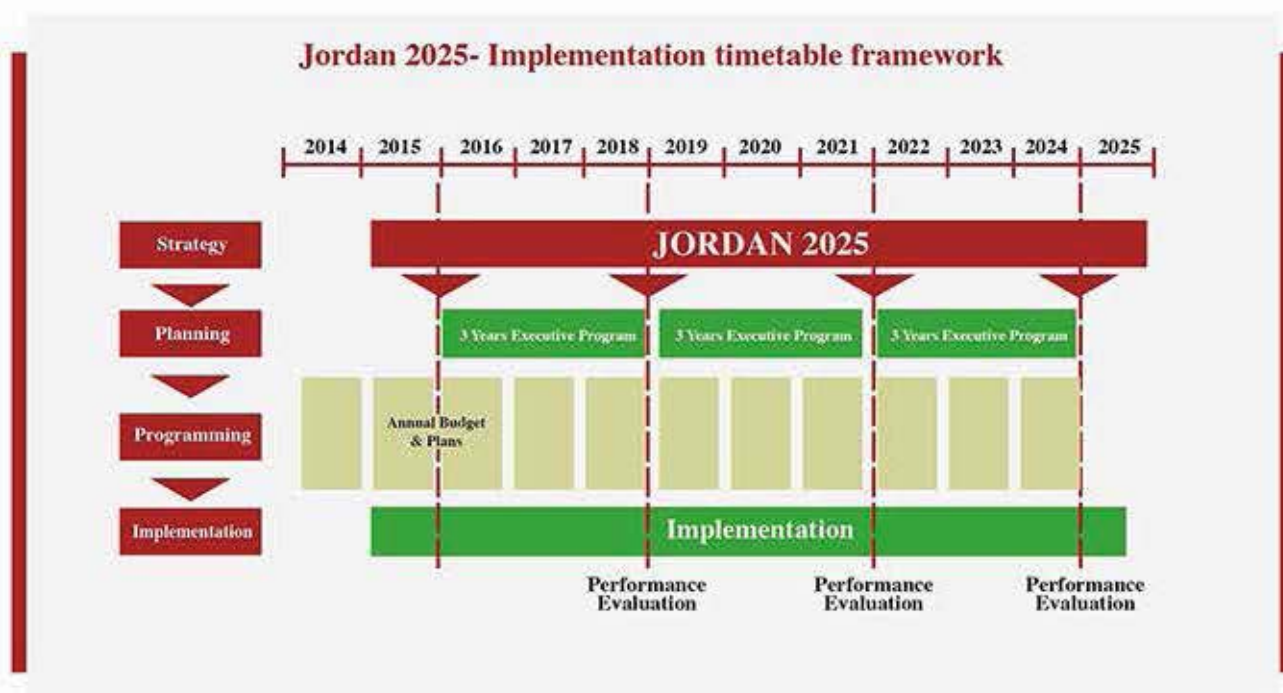 Jordan 2025- Implementation timetable framework
2014 2015 2016 2017 2018 2019 2020 2021 2022 2023 2024 2025
Strategy
JORDAN 2025
Planning
3 Years Executive Program
3 Years Executive Program
3 Years Executive Program
Programming
Annual Budget
& Plans
Implementation
Implementation
Performance
Evaluation
Performance
Evaluation
Performance
Evaluation